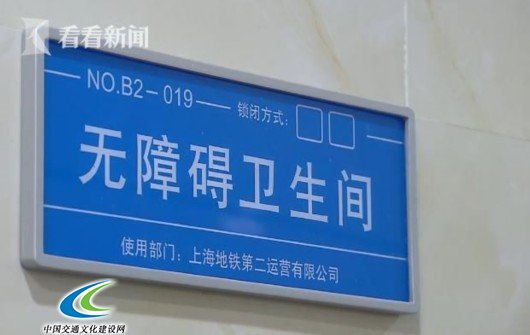 看看新闻
NO.B2-019 锁闭方式：
无障碍卫生间
使用部门：上海地铁第二运营有限公司
中国交通文化建设网